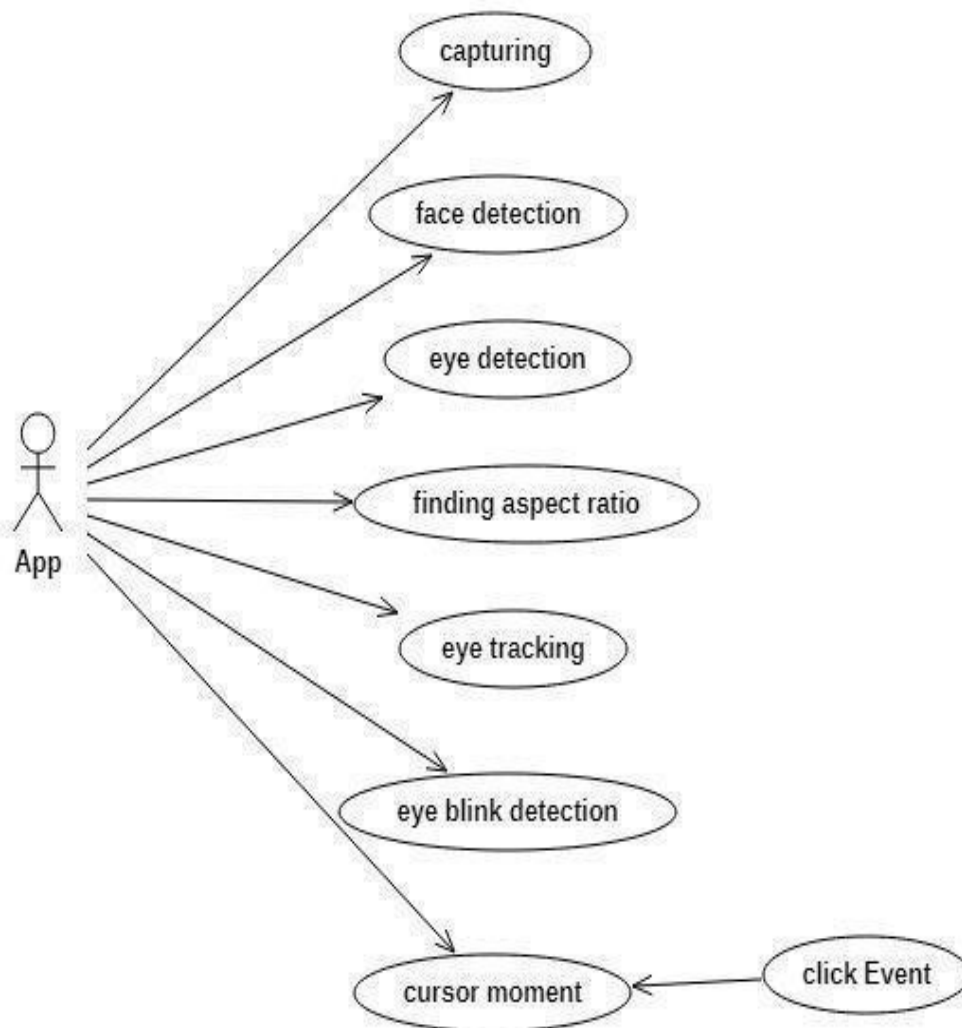 capturing
face detection
eye detection
finding aspect ratio
App
eye tracking
eye blink detection
cursor moment
click Event